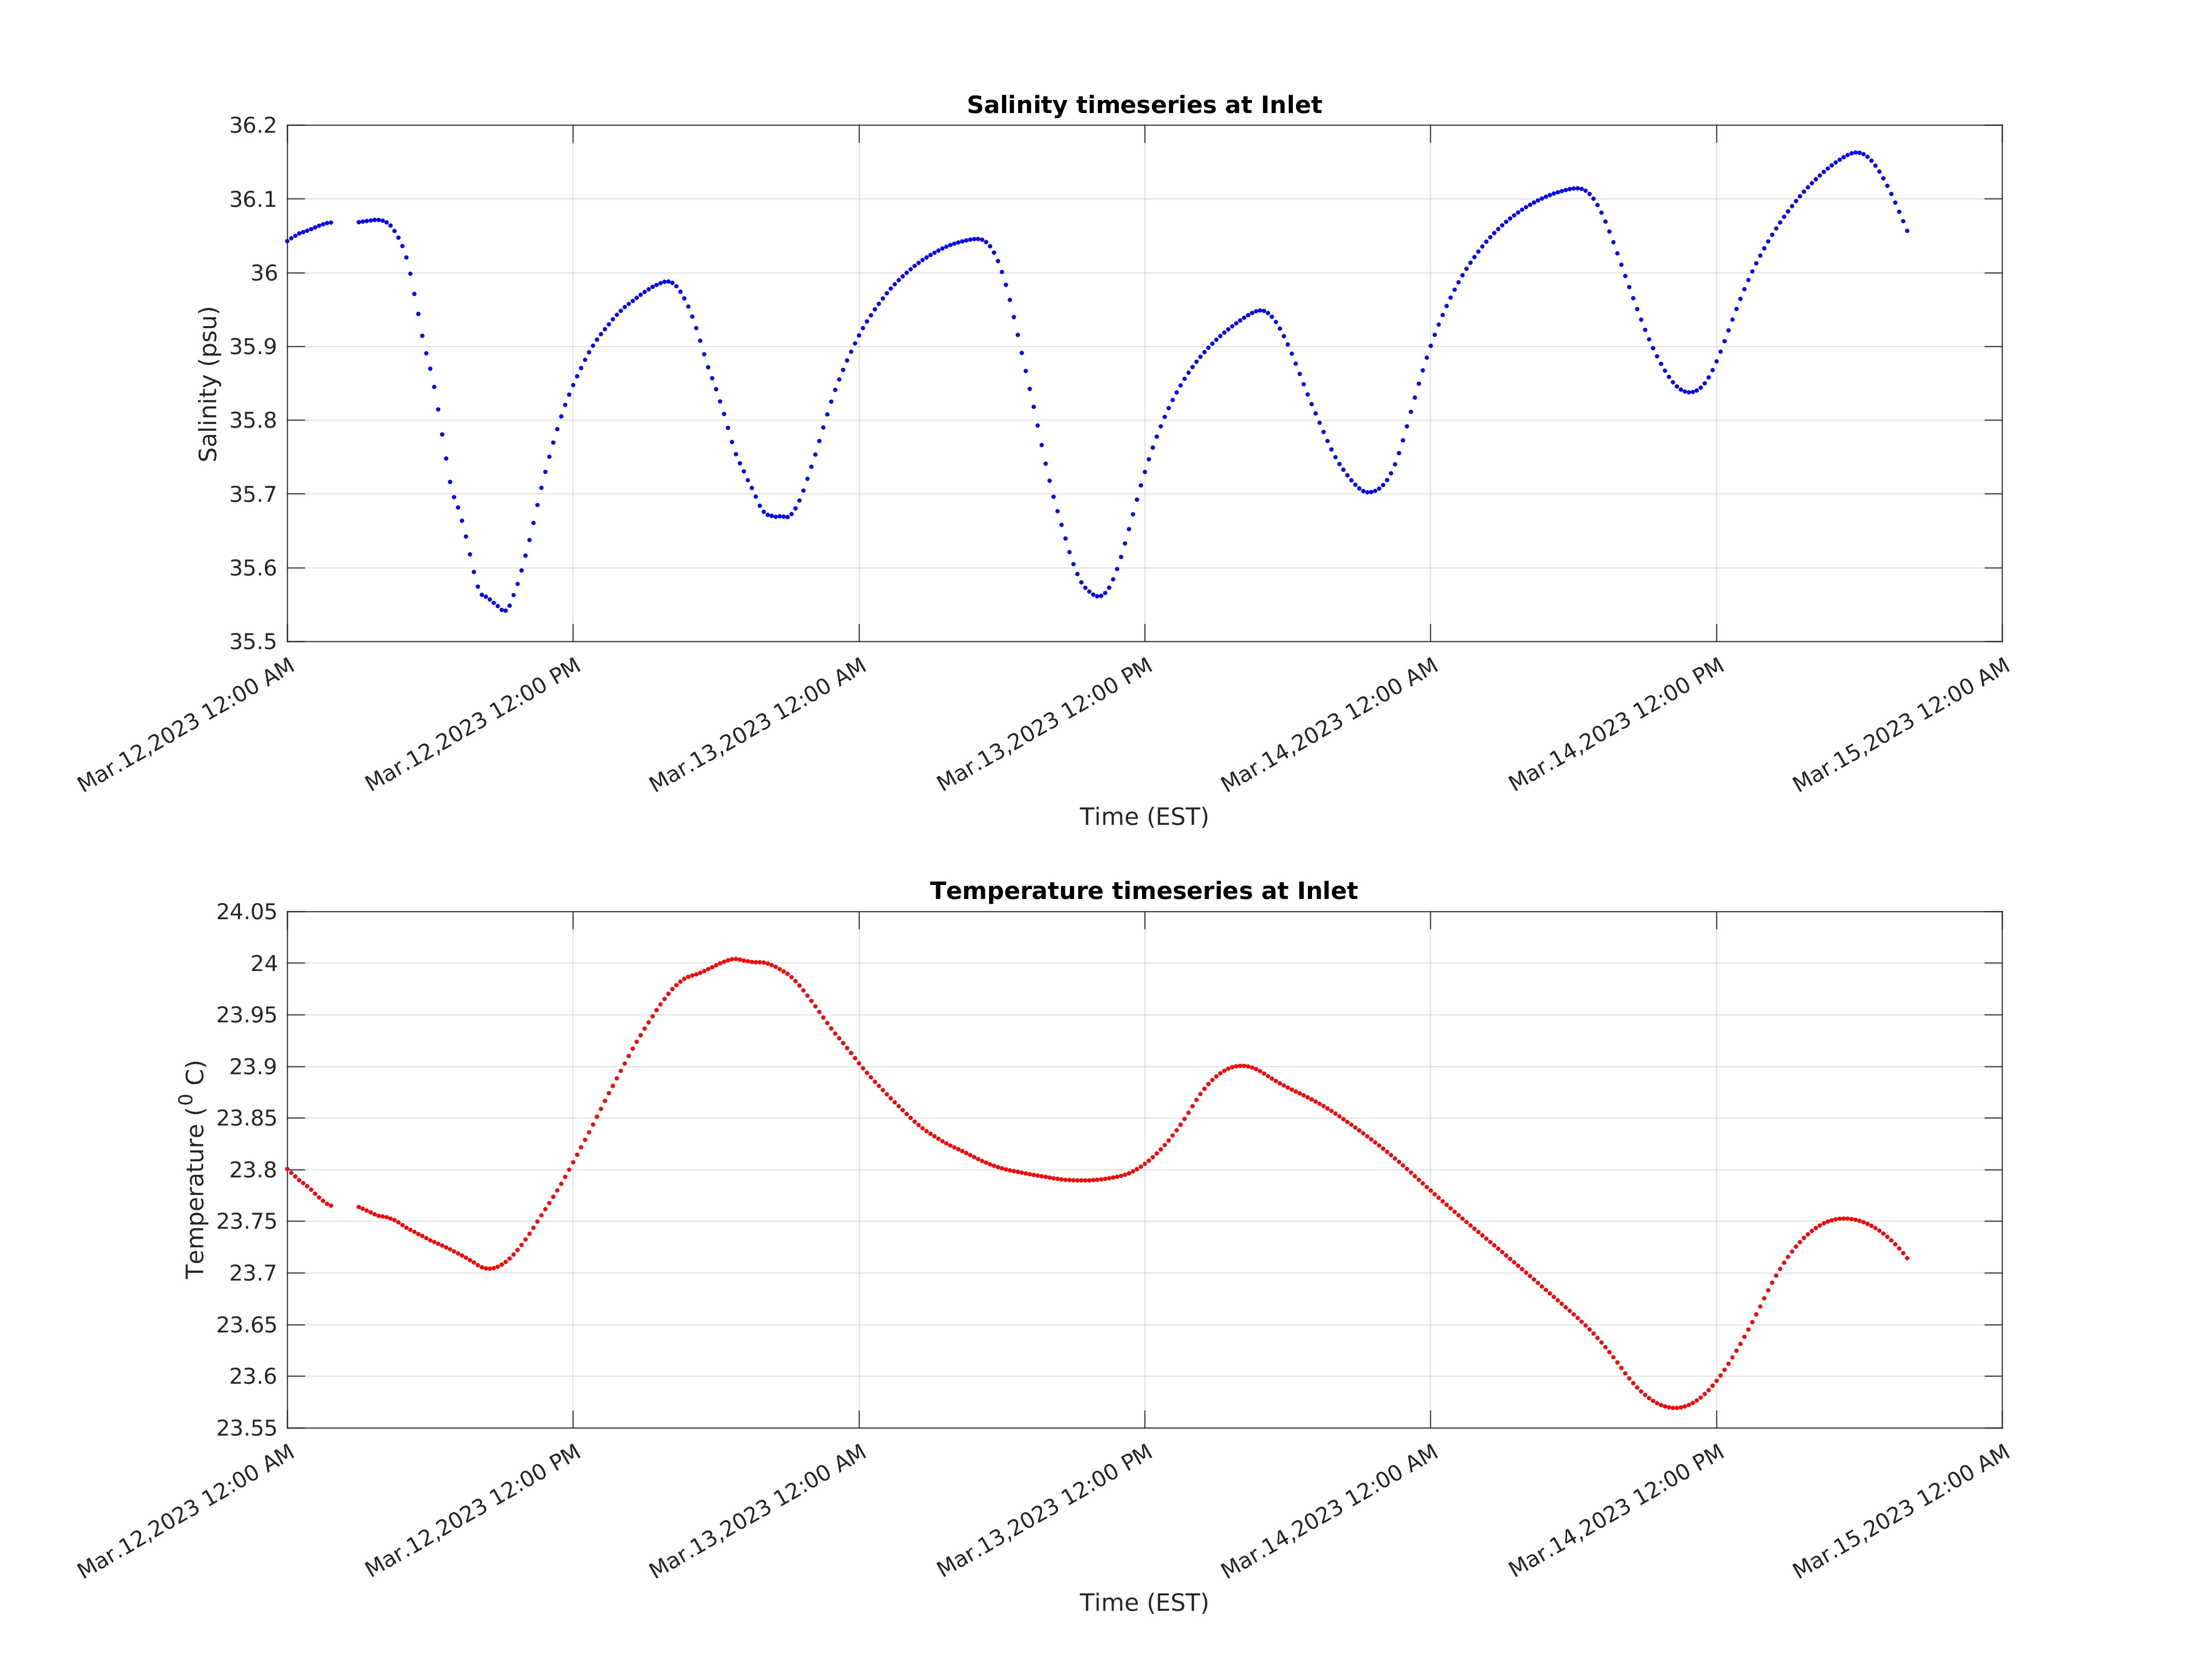 Salinity timeseries at Inlet
Salinity (psu)
36.2
36.1
36
35.9
35.8
35.7
35.6
35.5
Mar.12,2023 12:00 AM
Mar.12,2023 12:00 PM
Mar.13,2023 12:00 AM
Mar.13,2023 12:00 PM
Mar.14,2023 12:00 AM
Mar.14,2023 12:00 PM
Mar.15,2023 12:00 AM
Time (EST)
Temperature timeseries at Inlet
Temperature (⁰ C)
24.05
24
23.95
23.9
23.85
23.8
23.75
23.7
23.65
23.6
23.55
Mar.12,2023 12:00 AM
Mar.12,2023 12:00 PM
Mar.13,2023 12:00 AM
Mar.13,2023 12:00 PM
Mar.14,2023 12:00 AM
Mar.14,2023 12:00 PM
Mar.15,2023 12:00 AM
Time (EST)